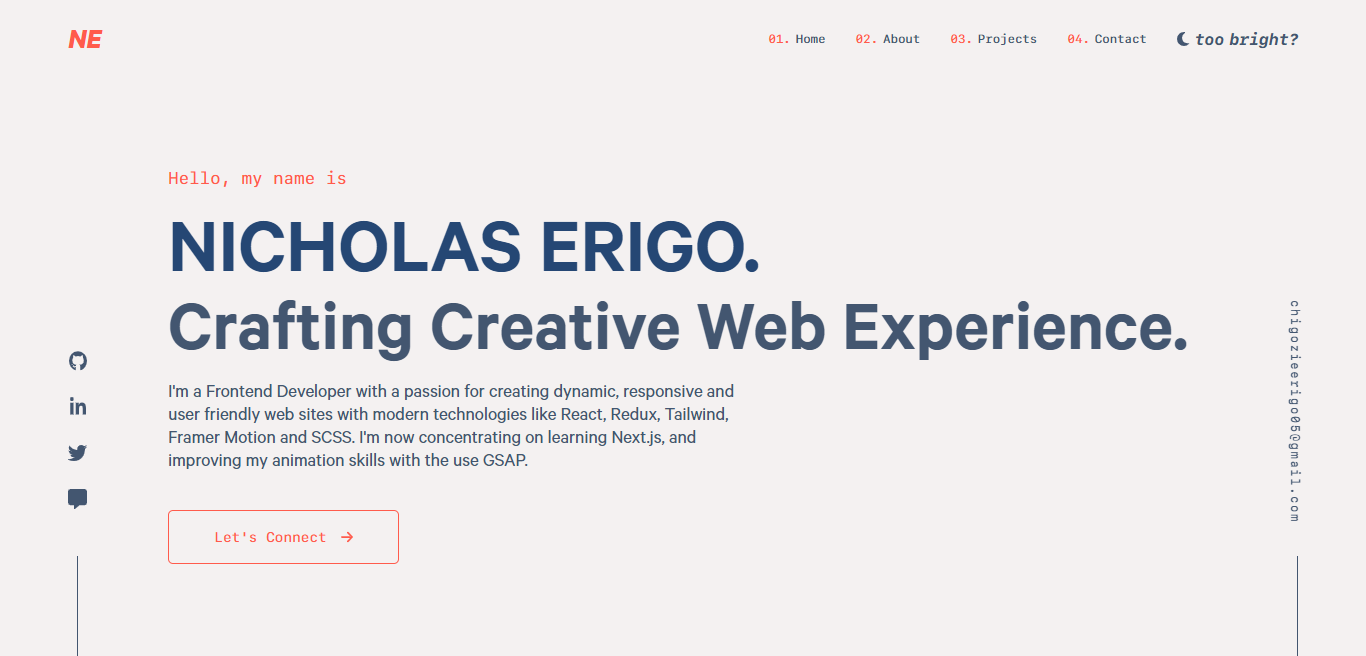 NE
01. Home 02. About 03. Projects 04. Contact too bright?
Hello, my name is
NICHOLAS ERIGO.
Crafting Creative Web Experience.
I'm a Frontend Developer with a passion for creating dynamic, responsive and
user friendly web sites with modern technologies like React, Redux, Tailwind,
Framer Motion and SCSS. I'm now concentrating on learning Next.js, and
improving my animation skills with the use GSAP.
Let's Connect →
chigozieerigo05@gmail.com